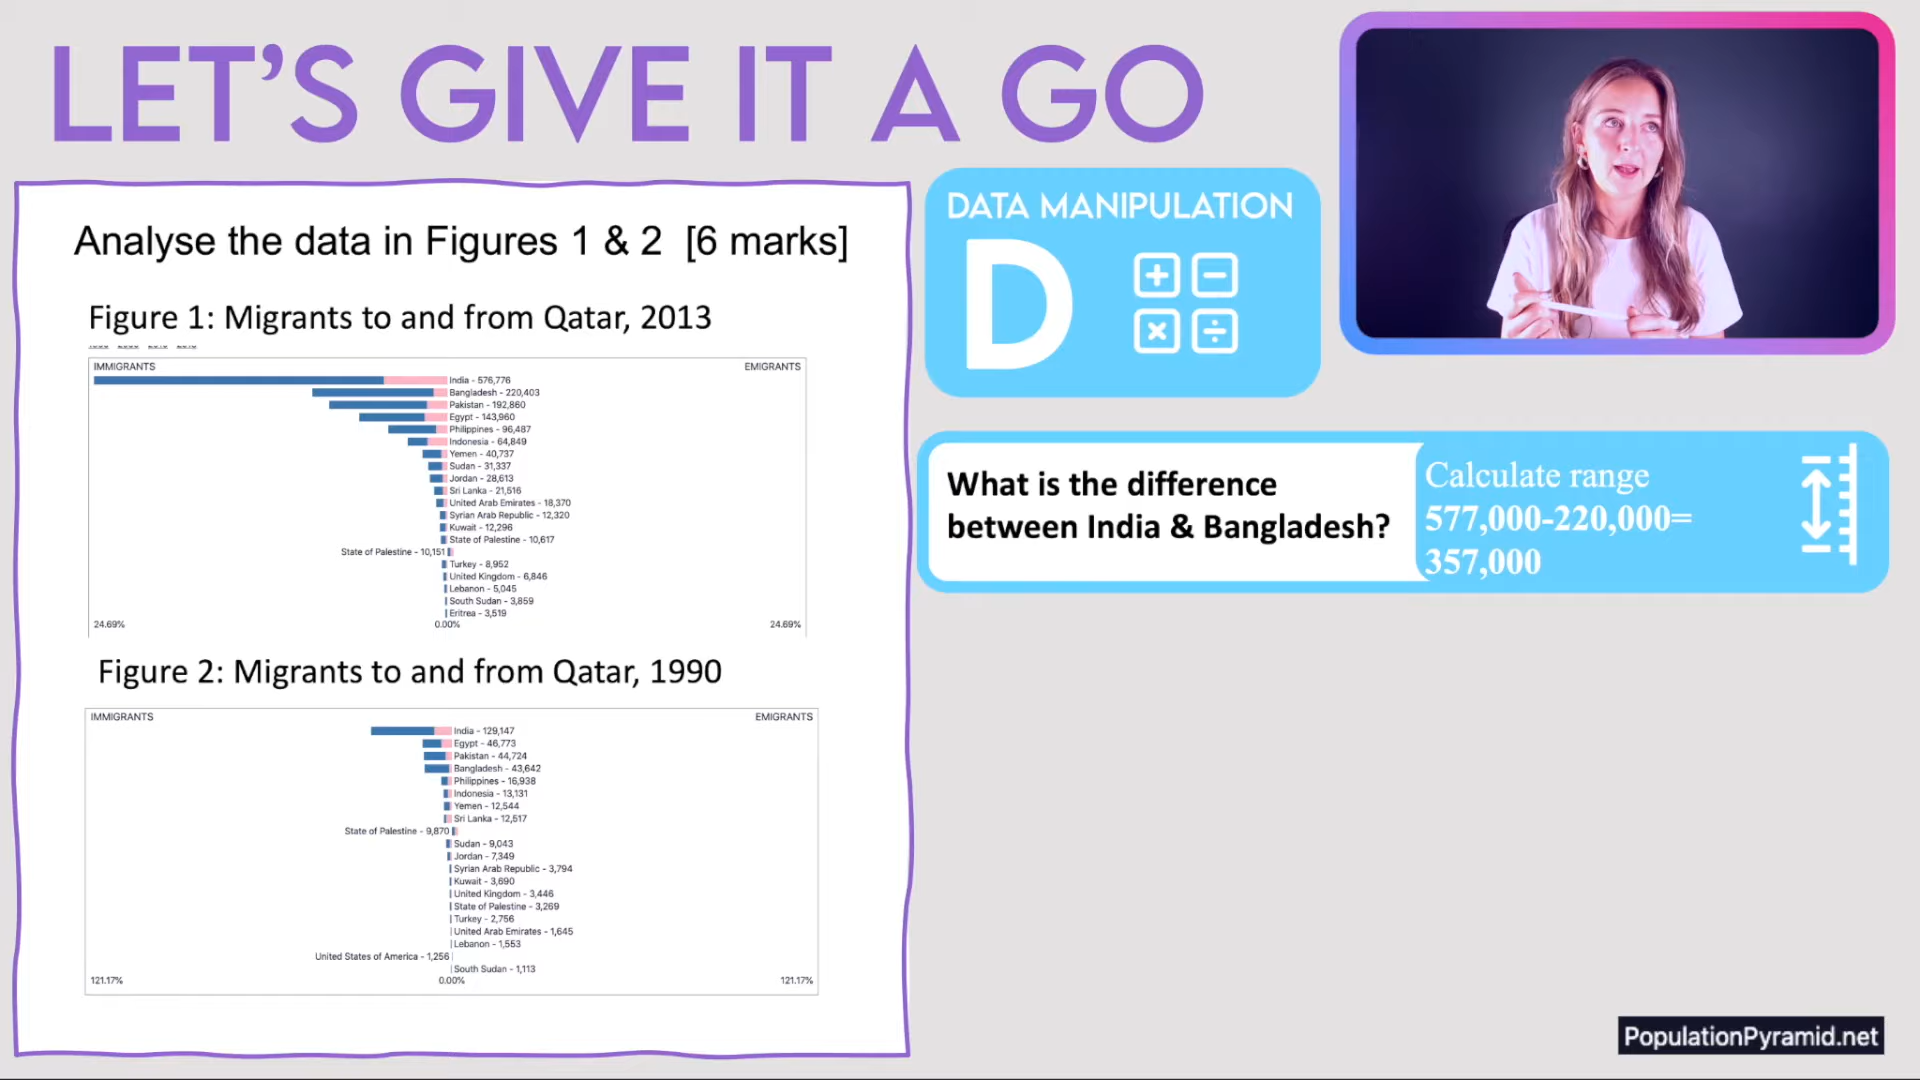 LET'S GIVE IT A GO
Analyse the data in Figures 1 & 2 [6 marks]
Figure 1: Migrants to and from Qatar, 2013
IMMIGRANTS
EMIGRANTS
India - 576,776
Bangladesh - 220,403
Pakistan - 192,860
Egypt - 143,960
Philippines - 96,487
Indonesia - 64,849
Yemen - 40,737
Sudan - 31,337
Jordan - 28,613
Sri Lanka - 21,516
United Arab Emirates - 18,370
Syrian Arab Republic - 12,320
Kuwait - 12,296
State of Palestine - 10,617
State of Palestine - 10,151
Turkey - 8,952
United Kingdom - 6,846
Lebanon - 5,045
South Sudan - 3,859
Eritrea - 3,519
24.69%
0.00%
24.69%
Figure 2: Migrants to and from Qatar, 1990
IMMIGRANTS
EMIGRANTS
India - 129,147
Egypt - 46,773
Pakistan - 44,724
Bangladesh - 43,642
Philippines - 16,938
Indonesia - 13,131
Yemen - 12,544
Sri Lanka - 12,517
State of Palestine - 9,870
Sudan - 9,043
Jordan - 7,349
Syrian Arab Republic - 3,794
Kuwait - 3,690
United Kingdom - 3,446
State of Palestine - 3,269
Turkey - 2,756
United Arab Emirates - 1,645
Lebanon - 1,553
United States of America - 1,256
South Sudan - 1,113
121.17%
0.00%
121.17%
DATA MANIPULATION
D
+ −
× ÷
What is the difference
between India & Bangladesh?
Calculate range
577,000-220,000=
357,000
PopulationPyramid.net